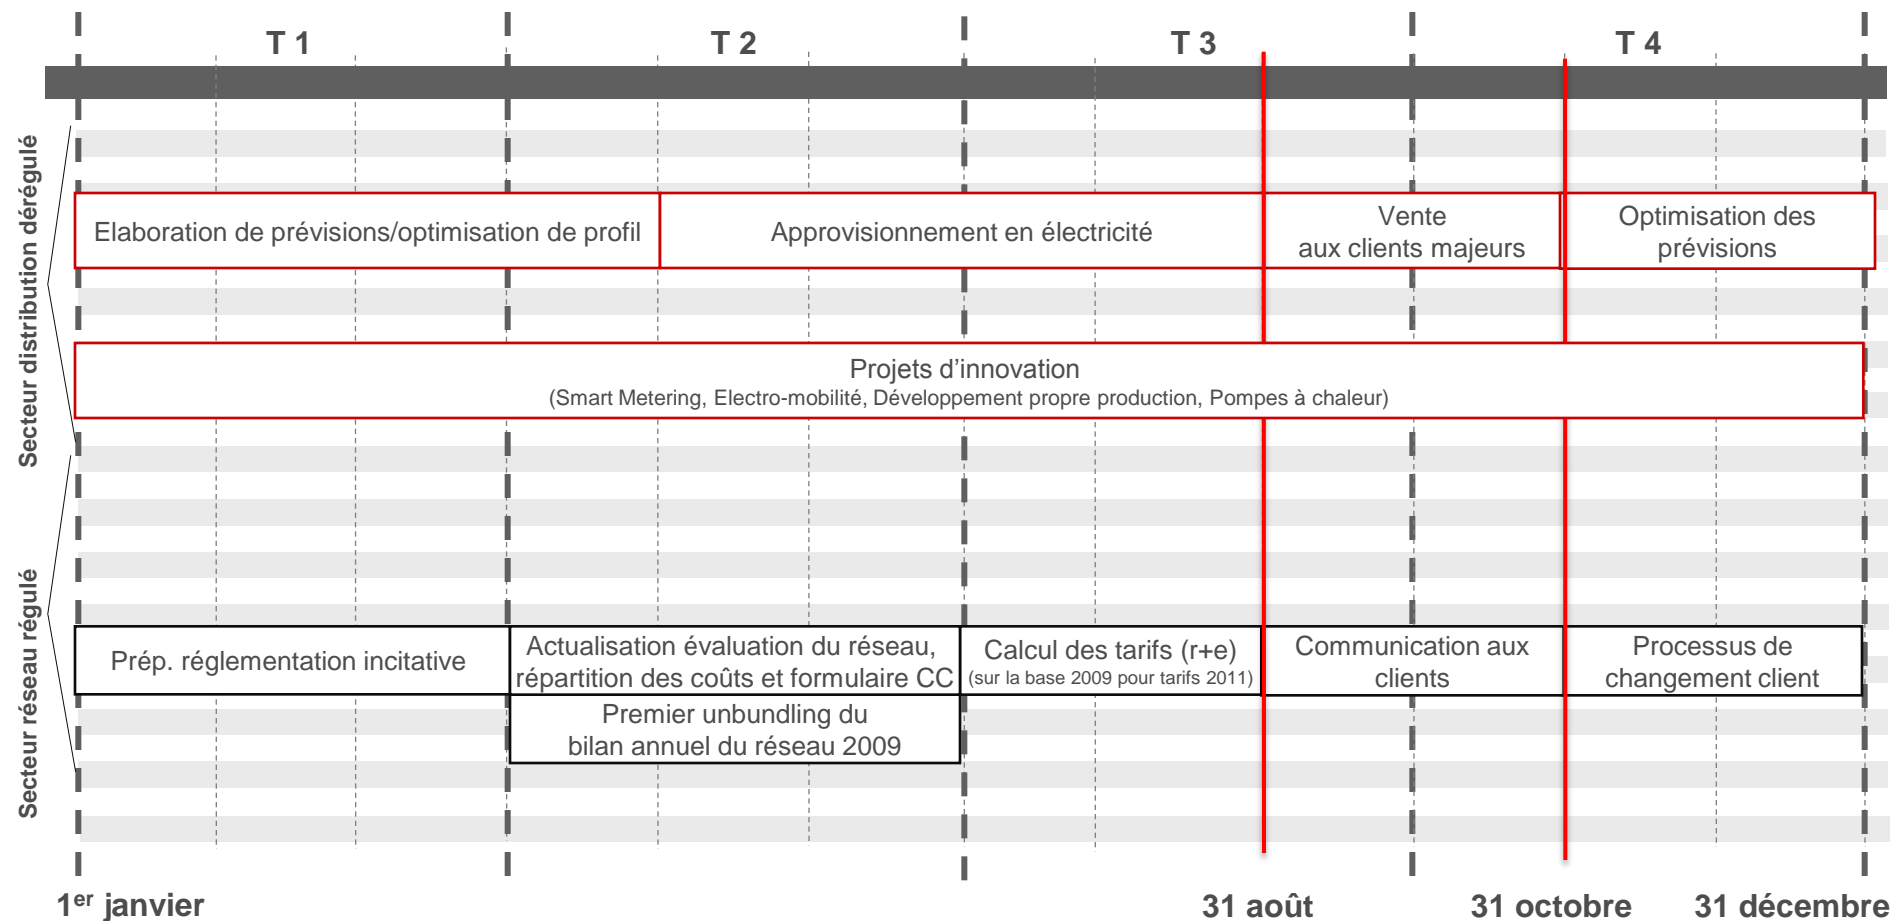 T 1
T 2
T 3
T 4
Secteur distribution dérégulé
Elaboration de prévisions/optimisation de profil
Approvisionnement en électricité
Vente
aux clients majeurs
Optimisation des
prévisions
Projets d’innovation
(Smart Metering, Electro-mobilité, Développement propre production, Pompes à chaleur)
Secteur réseau régulé
Prép. réglementation incitative
Actualisation évaluation du réseau,
répartition des coûts et formulaire CC
Calcul des tarifs (r+e)
(sur la base 2009 pour tarifs 2011)
Communication aux
clients
Processus de
changement client
Premier unbundling du
bilan annuel du réseau 2009
1er janvier
31 août
31 octobre
31 décembre